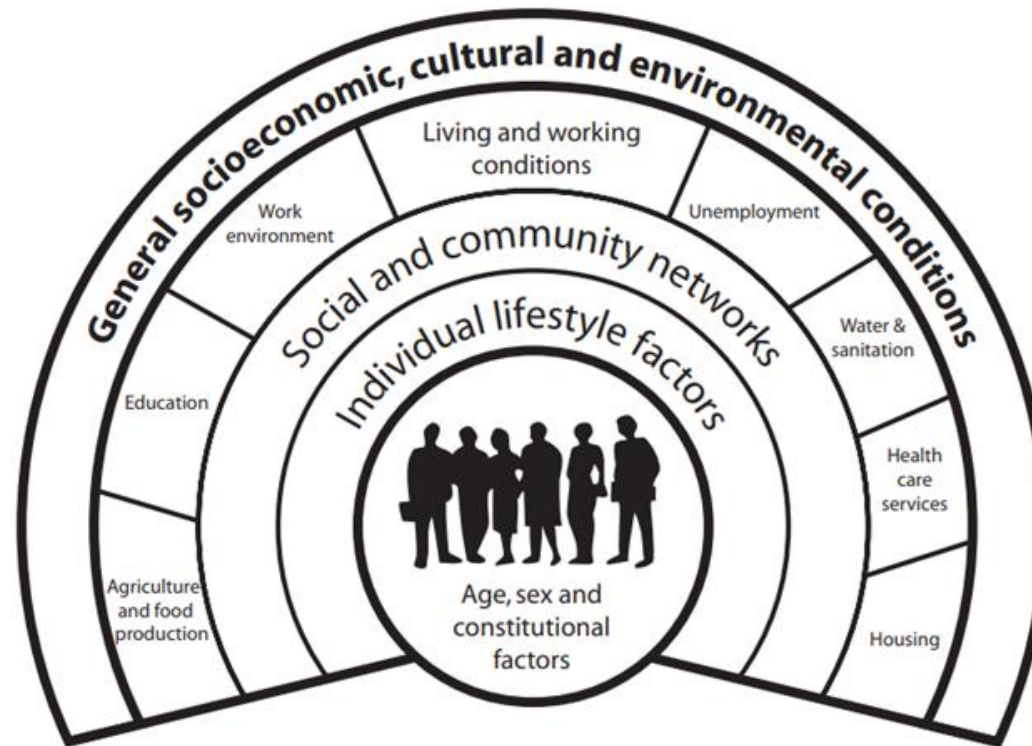 General socioeconomic, cultural and environmental conditions
Living and working
conditions
Work
environment
Unemployment
Education
Water &
sanitation
Agriculture
and food
production
Health
care
services
Housing
Social and community networks
Individual lifestyle factors
Age, sex and
constitutional
factors